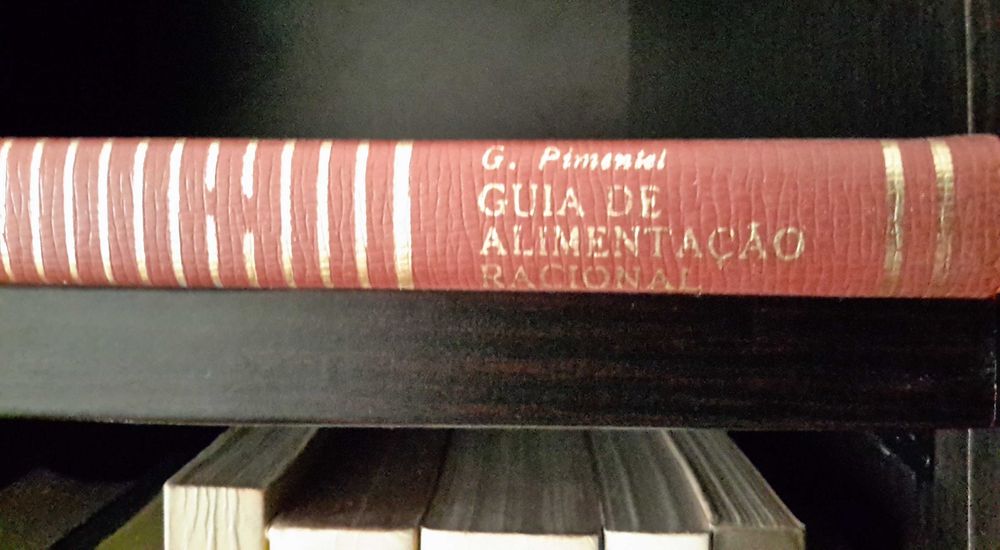 G. Pimentel
GUIA DE
ALIMENTAÇÃO
RACIONAL